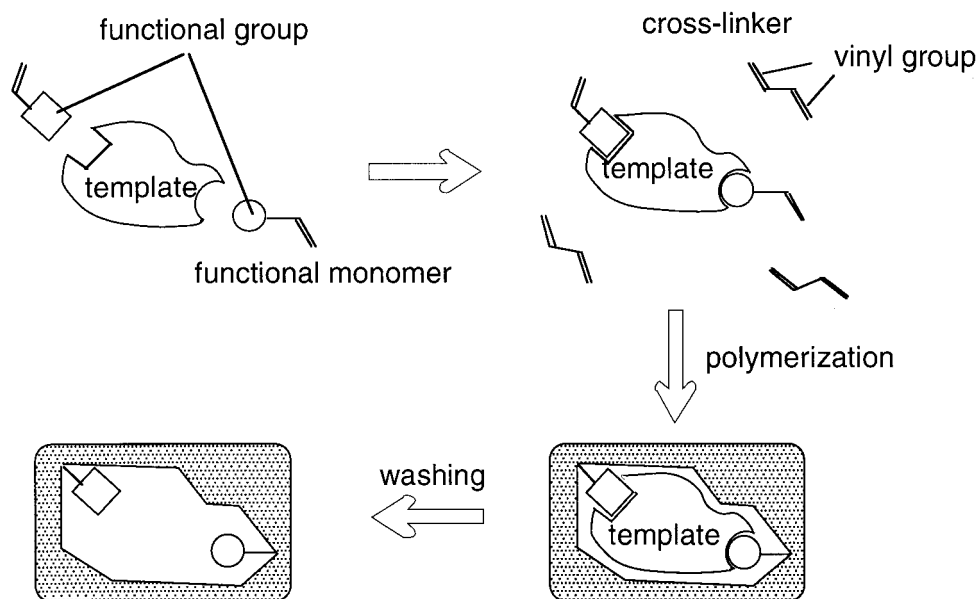 functional group
cross-linker
vinyl group
template
template
functional monomer
polymerization
washing
template